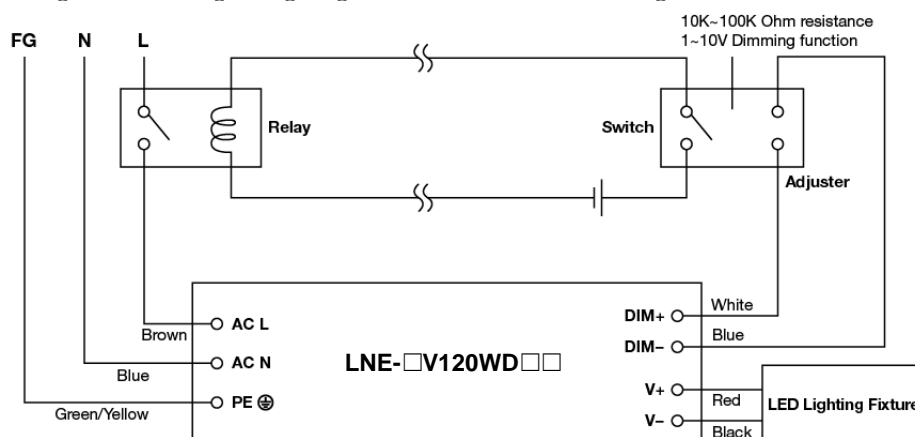 10K~100K Ohm resistance
1~10V Dimming function
FG N L
Relay
Switch
Adjuster
AC L
Brown
AC N
Blue
PE
Green/Yellow
LNE-□V120WD□□
DIM+
White
DIM–
Blue
V+
Red
V–
Black
LED Lighting Fixture